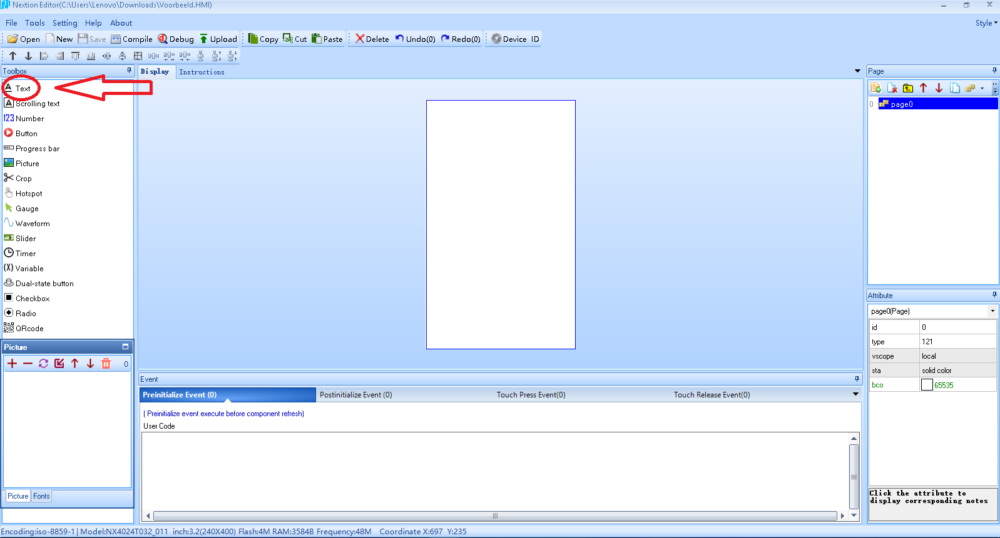 Nextion Editor(C:\Users\Lenovo\Downloads\Voorbeeld.HMI)
File Tools Setting Help About Style
Open New Save Compile Debug Upload Copy Cut Paste Delete Undo(0) Redo(0) Device ID
Toolbox
Display Instructions
Page
A Text
A Scrolling text
123 Number
Button
Progress bar
Picture
Crop
Hotspot
Gauge
Waveform
Slider
Timer
(X) Variable
Dual-state button
Checkbox
Radio
QRcode
Picture
0
Picture Fonts
0 page0
Attribute
page0(Page)
id 0
type 121
vscope local
sta solid color
bco 65535
Click the attribute to
display corresponding notes
Event
Preinitialize Event (0) Postinitialize Event (0) Touch Press Event(0) Touch Release Event(0)
( Preinitialize event execute before component refresh)
User Code
Encoding:iso-8859-1 | Model:NX4024T032_011 inch:3.2(240X400) Flash:4M RAM:3584B Frequency:48M Coordinate X:697 Y:235